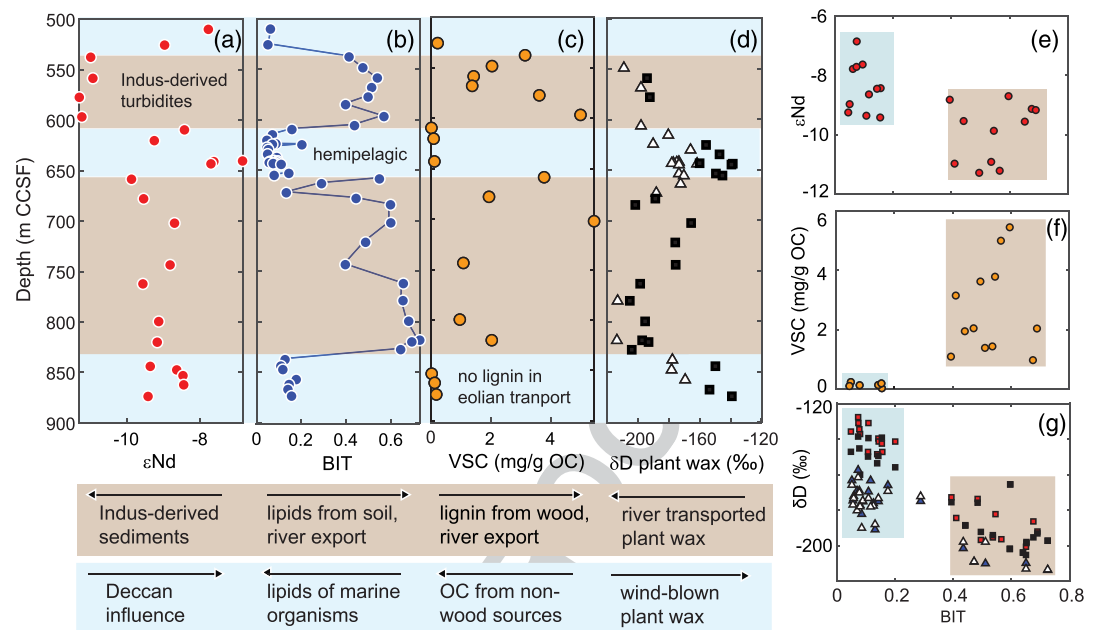 500
550
600
650
700
750
800
850
900
Depth (m CCSF)
(a)
Indus-derived
turbidites
-10
-8
εNd
(b)
hemipelagic
0
0.2
0.4
0.6
BIT
(c)
no lignin in
eolian tranport
0
2
4
VSC (mg/g OC)
(d)
-200
-160
-120
δD plant wax (‰)
Indus-derived
sediments
lipids from soil,
river export
lignin from wood,
river export
river transported
plant wax
Deccan
influence
lipids of marine
organisms
OC from non-
wood sources
wind-blown
plant wax
-6
-8
-10
-12
εNd
(e)
6
4
2
0
VSC (mg/g OC)
(f)
-120
-200
δD (‰)
(g)
0
0.2
0.4
0.6
0.8
BIT